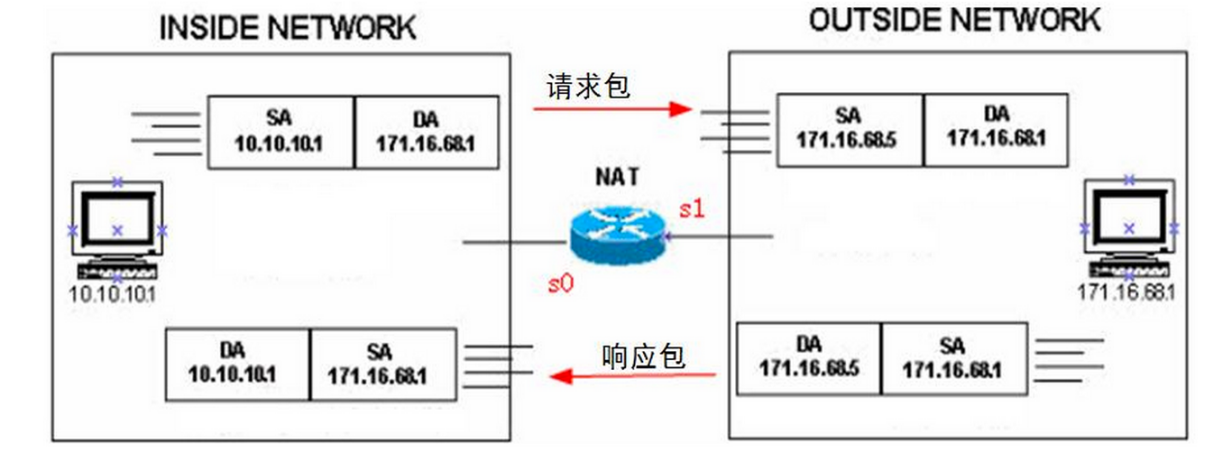 INSIDE NETWORK
OUTSIDE NETWORK
请求包
SA
10.10.10.1
DA
171.16.68.1
SA
171.16.68.5
DA
171.16.68.1
NAT
s1
s0
10.10.10.1
171.16.68.1
响应包
DA
10.10.10.1
SA
171.16.68.1
DA
171.16.68.5
SA
171.16.68.1